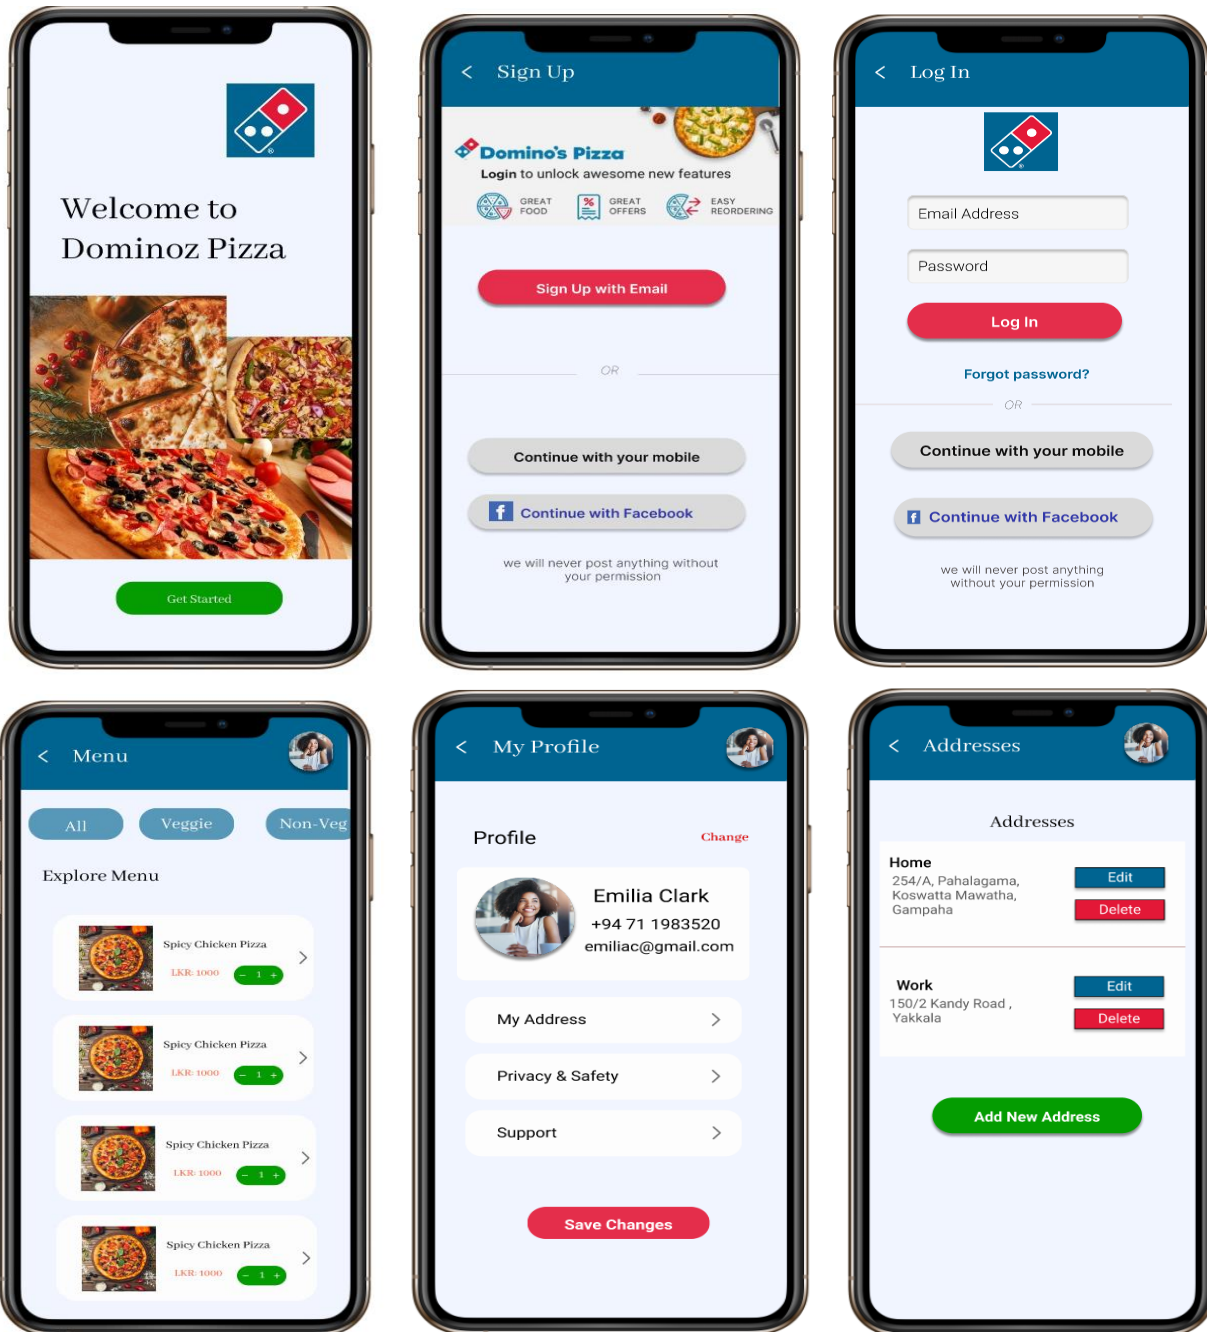 Welcome to
Dominoz Pizza
Get Started
< Sign Up
Domino's Pizza
Login to unlock awesome new features
GREAT
FOOD
%
GREAT
OFFERS
EASY
REORDERING
Sign Up with Email
OR
Continue with your mobile
f Continue with Facebook
we will never post anything without
your permission
< Log In
Email Address
Password
Log In
Forgot password?
OR
Continue with your mobile
f Continue with Facebook
we will never post anything
without your permission
< Menu
All
Veggie
Non-Veg
Explore Menu
Spicy Chicken Pizza
LKR: 1000 − 1 +
Spicy Chicken Pizza
LKR: 1000 − 1 +
Spicy Chicken Pizza
LKR: 1000 − 1 +
Spicy Chicken Pizza
LKR: 1000 − 1 +
< My Profile
Profile
Change
Emilia Clark
+94 71 1983520
emiliac@gmail.com
My Address >
Privacy & Safety >
Support >
Save Changes
< Addresses
Addresses
Home
254/A, Pahalagama,
Koswatta Mawatha,
Gampaha
Edit
Delete
Work
150/2 Kandy Road ,
Yakkala
Edit
Delete
Add New Address